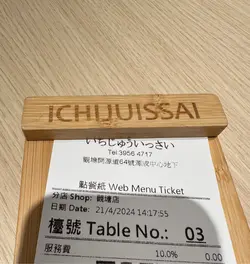 ICHIJUISSAI
いちじゅういっさい
Tel 3956 4717
觀塘開源道64號源成中心地下
點餐紙 Web Menu Ticket
分店 Shop: 觀塘店
日期 Date: 21/4/2024 14:17:55
檯號 Table No.: 03
服務費 10.0% 0.00